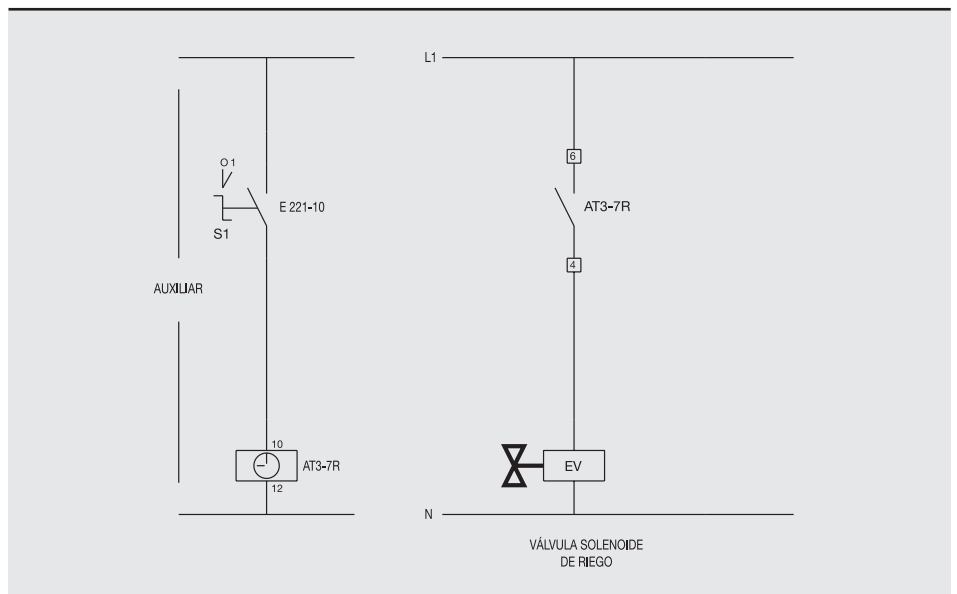 L1
6
O 1
E 221-10
AT3-7R
S1
4
AUXILIAR
10
AT3-7R
EV
12
N
VÁLVULA SOLENOIDE
DE RIEGO